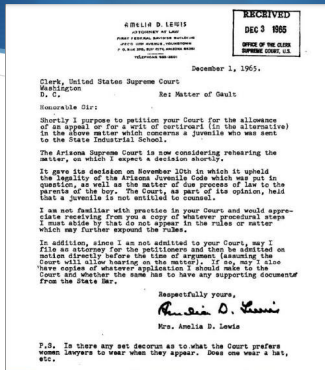 AMELIA D. LEWIS
ATTORNEY AT LAW
FIRST FEDERAL SAVINGS BUILDING
RECEIVED
DEC 3 1965
OFFICE OF THE CLERK
SUPREME COURT, U.S.
December 1, 1965.
Clerk, United States Supreme Court
Washington
D. C. Re: Matter of Gault
Honorable Sir:
Shortly I purpose to petition your Court for the allowance
of an appeal or for a writ of certiorari (in the alternative)
in the above matter which concerns a juvenile who was sent
to the State Industrial School.
The Arizona Supreme Court is now considering rehearing the
matter, on which I expect a decision shortly.
It gave its decision on November 10th in which it upheld
the legality of the Arizona Juvenile Code which was put in
question, as well as the matter of due process of law to the
parents of the boy. The Court, as part of its opinion, held
that a juvenile is not entitled to counsel.
I am not familiar with practice in your Court and would appre-
ciate receiving from you a copy of whatever procedural steps
I must abide by that do not appear in the rules or matter
which may further expound the rules.
In addition, since I am not admitted to your Court, may I
file as attorney for the petitioners and then be admitted on
motion directly before the time of argument (assuming the
Court will allow hearing on the matter). If so, may I also
have copies of whatever application I should make to the
Court and whether the same has to have any supporting documents
from the State Bar.
Respectfully yours,
Amelia D. Lewis
Mrs. Amelia D. Lewis
P.S. Is there any set decorum as to what the Court prefers
women lawyers to wear when they appear. Does one wear a hat,
etc.